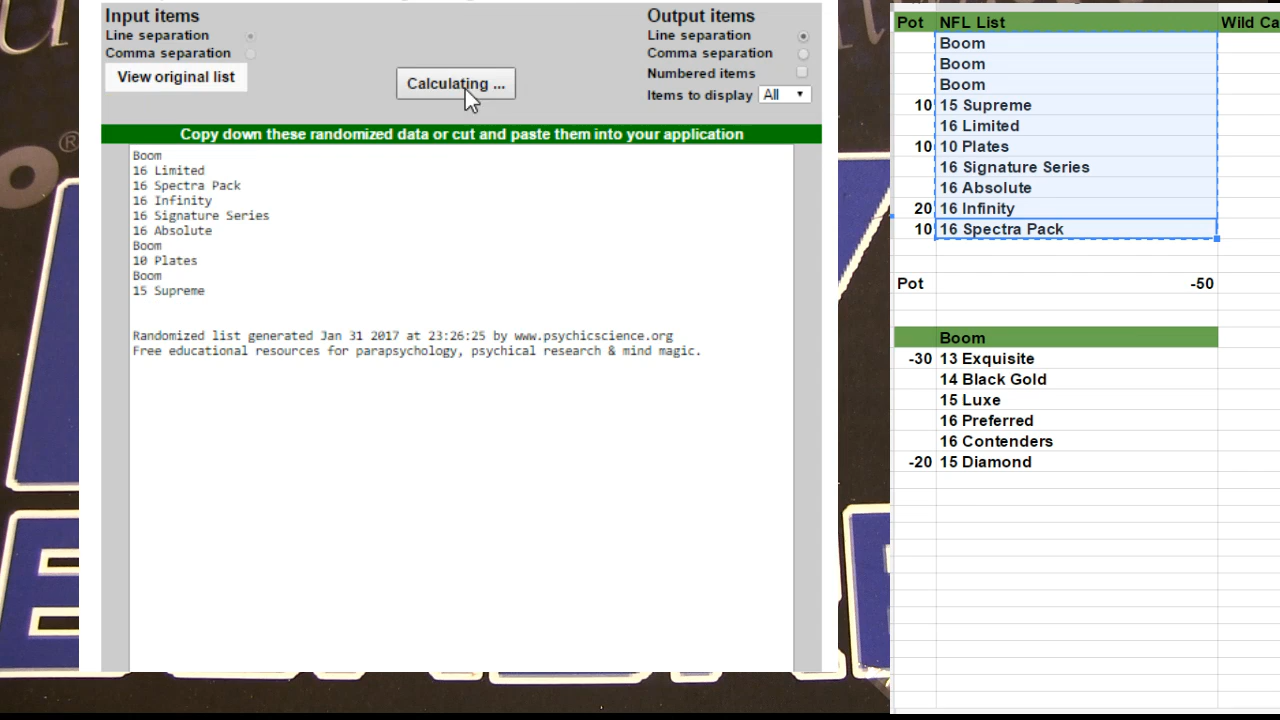 Input items
Line separation
Comma separation
View original list
Calculating ...
Output items
Line separation
Comma separation
Numbered items
Items to display All
Copy down these randomized data or cut and paste them into your application
Boom
16 Limited
16 Spectra Pack
16 Infinity
16 Signature Series
16 Absolute
Boom
10 Plates
Boom
15 Supreme
Randomized list generated Jan 31 2017 at 23:26:25 by www.psychicscience.org
Free educational resources for parapsychology, psychical research & mind magic.
Pot NFL List Wild Ca
Boom
Boom
Boom
10 15 Supreme
16 Limited
10 10 Plates
16 Signature Series
16 Absolute
20 16 Infinity
10 16 Spectra Pack
Pot -50
Boom
-30 13 Exquisite
14 Black Gold
15 Luxe
16 Preferred
16 Contenders
-20 15 Diamond